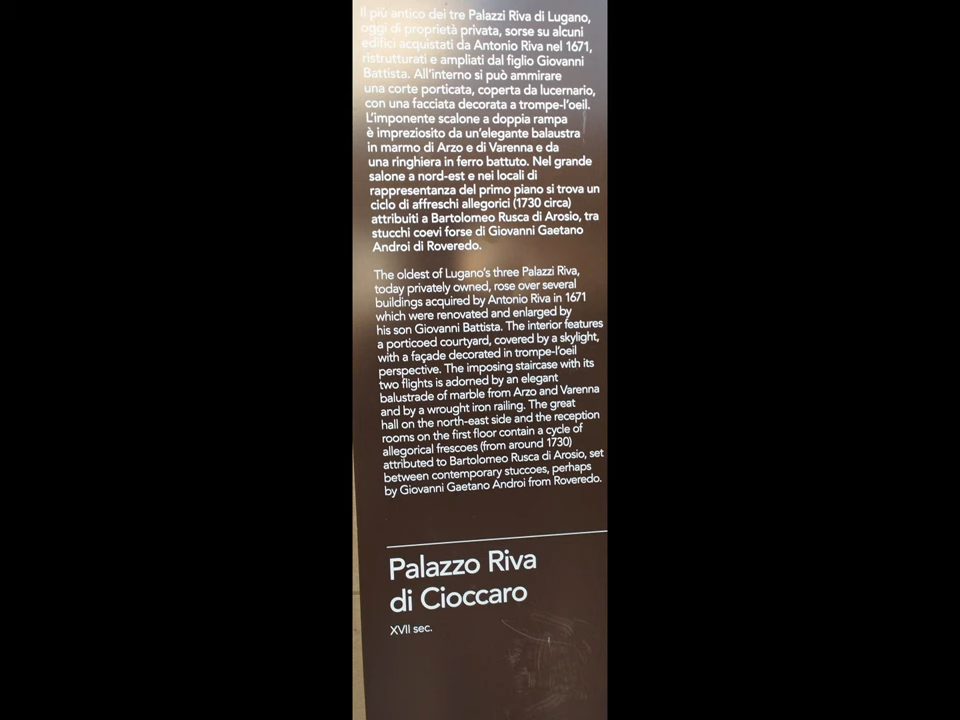 Il più antico dei tre Palazzi Riva di Lugano,
oggi di proprietà privata, sorse su alcuni
edifici acquistati da Antonio Riva nel 1671,
ristrutturati e ampliati dal figlio Giovanni
Battista. All'interno si può ammirare
una corte porticata, coperta da lucernario,
con una facciata decorata a trompe-l'oeil.
L'imponente scalone a doppia rampa
è impreziosito da un'elegante balaustra
in marmo di Arzo e di Varenna e da
una ringhiera in ferro battuto. Nel grande
salone a nord-est e nei locali di
rappresentanza del primo piano si trova un
ciclo di affreschi allegorici (1730 circa)
attribuiti a Bartolomeo Rusca di Arosio, tra
stucchi coevi forse di Giovanni Gaetano
Androi di Roveredo.
The oldest of Lugano's three Palazzi Riva,
today privately owned, rose over several
buildings acquired by Antonio Riva in 1671
which were renovated and enlarged by
his son Giovanni Battista. The interior features
a porticoed courtyard, covered by a skylight,
with a façade decorated in trompe-l'oeil
perspective. The imposing staircase with its
two flights is adorned by an elegant
balustrade of marble from Arzo and Varenna
and by a wrought iron railing. The great
hall on the north-east side and the reception
rooms on the first floor contain a cycle of
allegorical frescoes (from around 1730)
attributed to Bartolomeo Rusca di Arosio, set
between contemporary stuccoes, perhaps
by Giovanni Gaetano Androi from Roveredo.
Palazzo Riva
di Cioccaro
XVII sec.